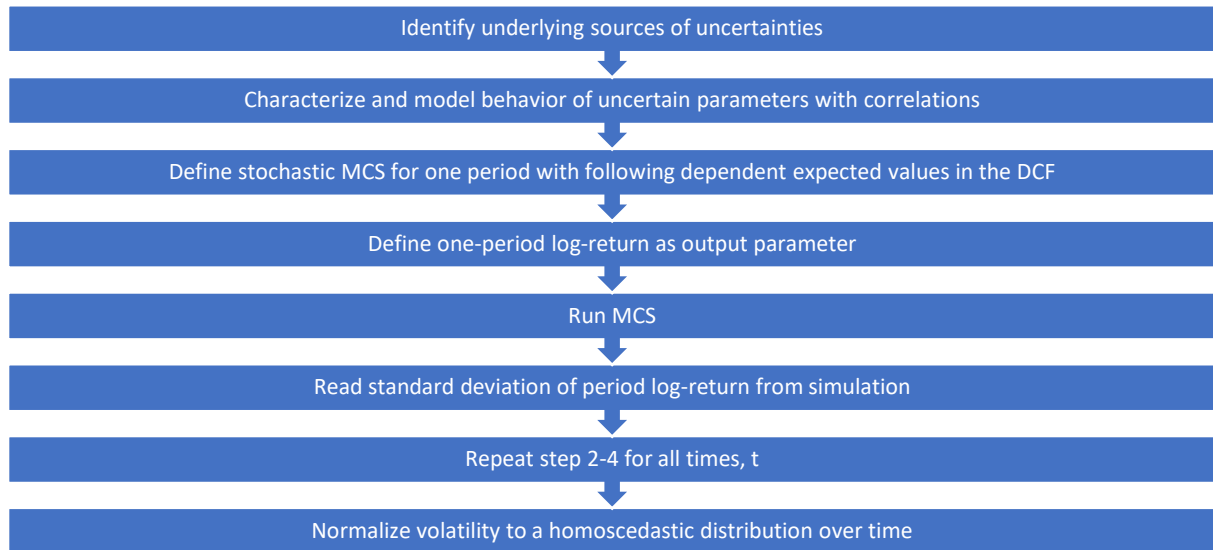 Identify underlying sources of uncertainties
Characterize and model behavior of uncertain parameters with correlations
Define stochastic MCS for one period with following dependent expected values in the DCF
Define one-period log-return as output parameter
Run MCS
Read standard deviation of period log-return from simulation
Repeat step 2-4 for all times, t
Normalize volatility to a homoscedastic distribution over time